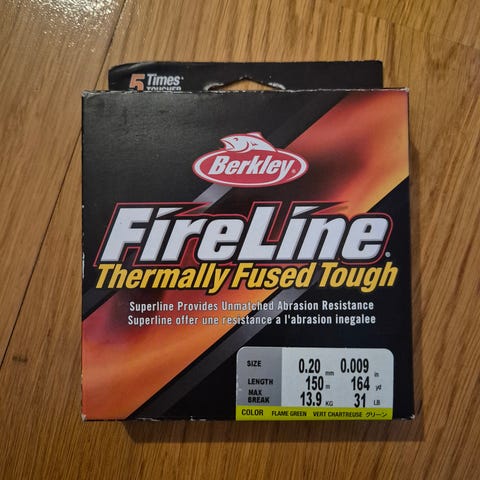 5 Times
TOUGHER
Berkley®
FireLine®
Thermally Fused Tough
Superline Provides Unmatched Abrasion Resistance
Superline offer une resistance a l'abrasion inegalee
SIZE 0.20 mm 0.009 in
LENGTH 150 m 164 yd
MAX BREAK 13.9 KG 31 LB
COLOR FLAME GREEN VERT CHARTREUSE グリーン